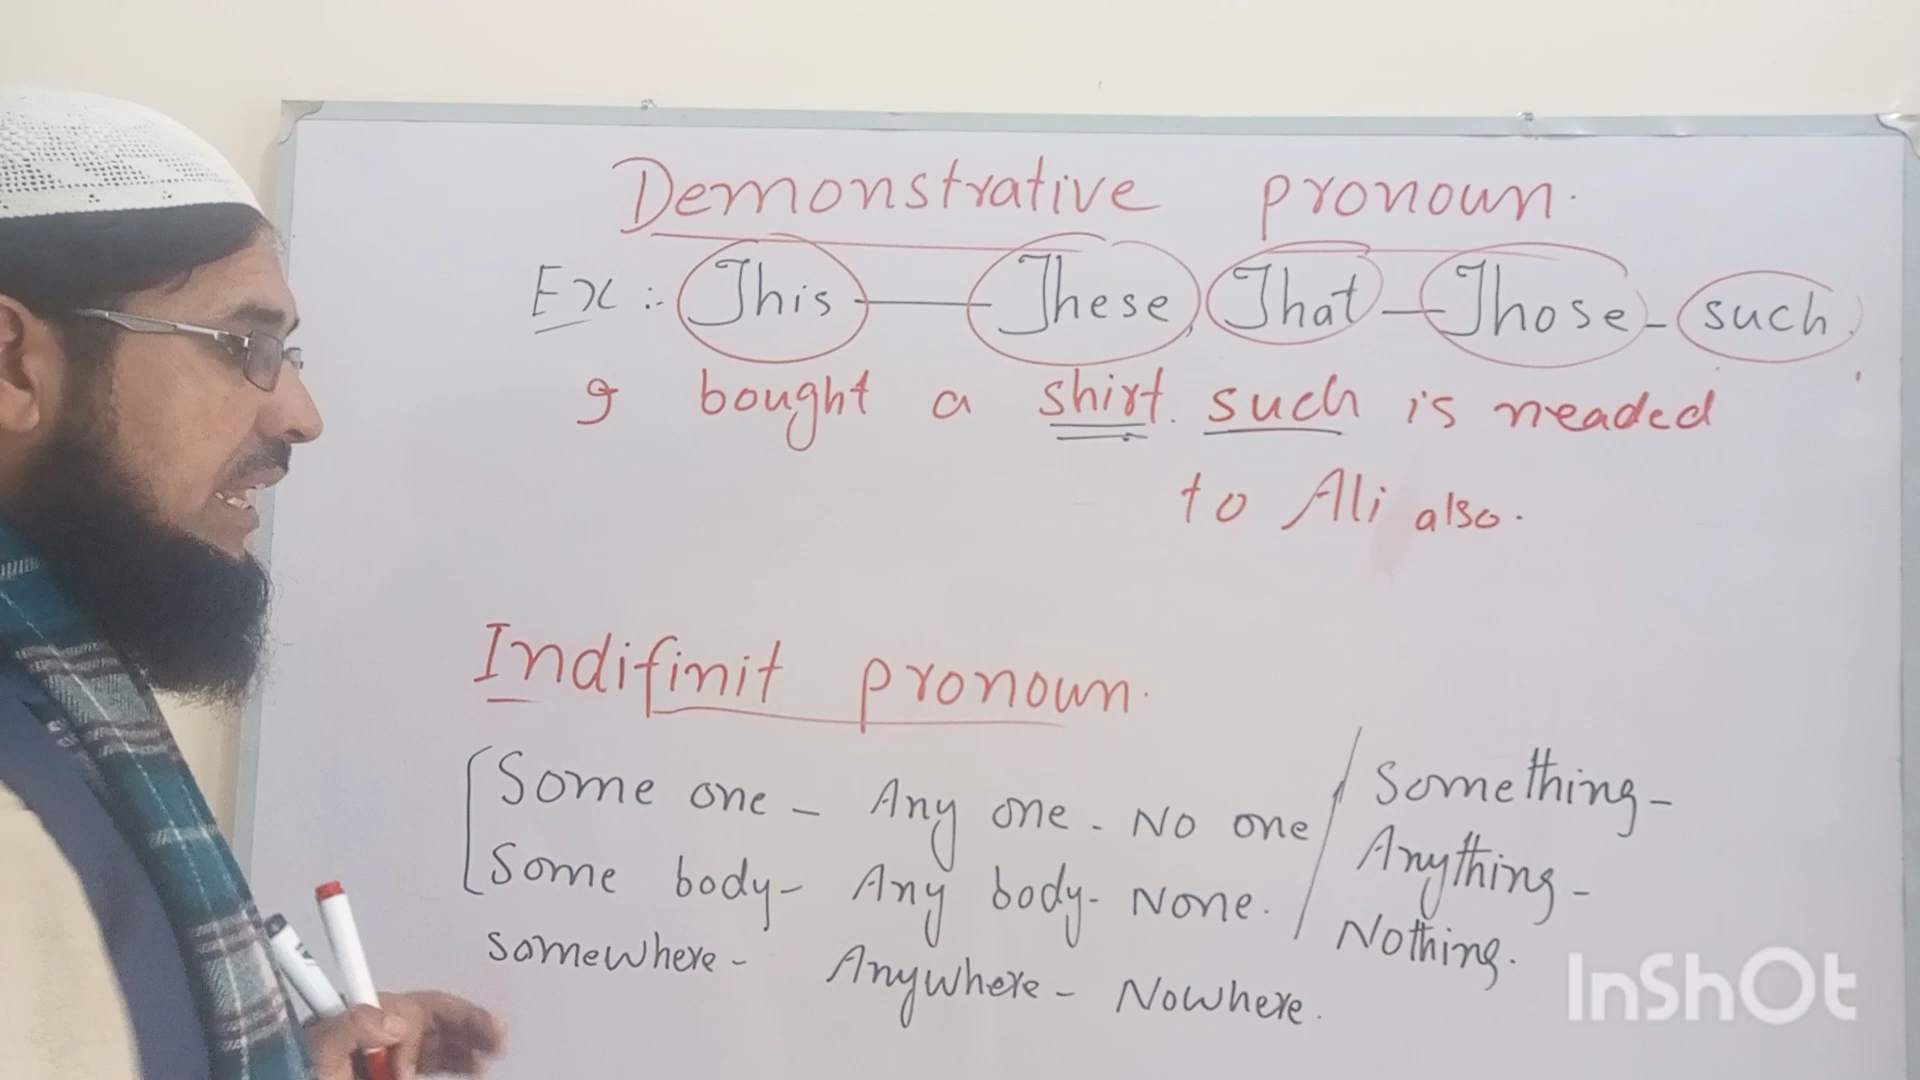 Demonstrative pronoun.
Ex :- This — These, That — Those - such.
I bought a shirt. such is neaded
to Ali also.
Indifinit pronoun.
Some one - Any one - No one / Something -
Some body - Any body - None. / Anything -
Nothing.
somewhere - Anywhere - Nowhere.
InShOt